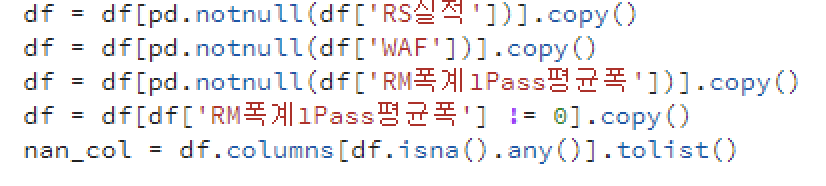 df = df[pd.notnull(df['RS실적'])].copy()
df = df[pd.notnull(df['WAF'])].copy()
df = df[pd.notnull(df['RM폭계1Pass평균폭'])].copy()
df = df[df['RM폭계1Pass평균폭'] != 0].copy()
nan_col = df.columns[df.isna().any()].tolist()